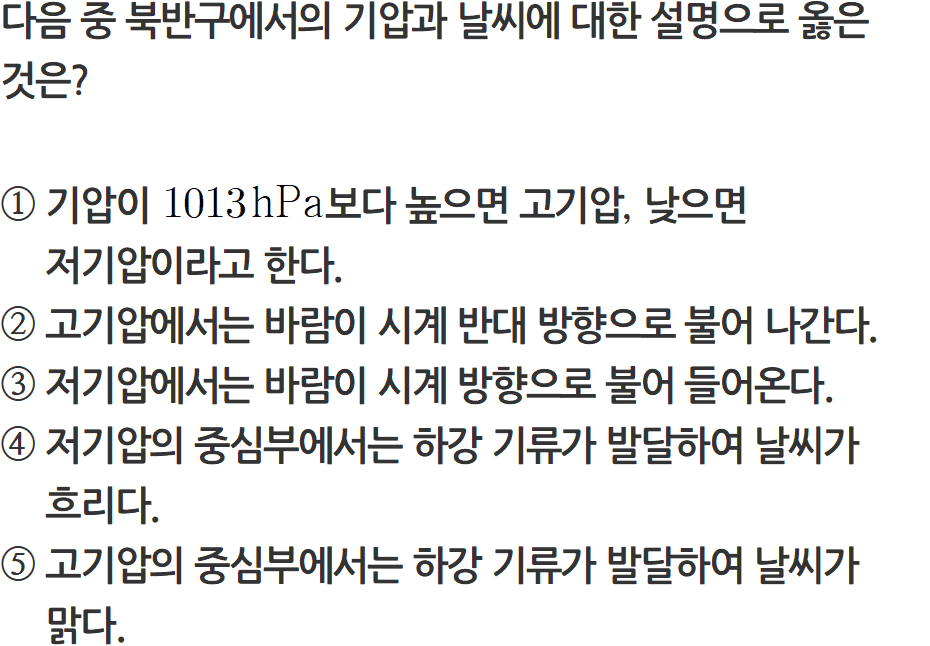 다음 중 북반구에서의 기압과 날씨에 대한 설명으로 옳은
것은?
① 기압이 1013hPa보다 높으면 고기압, 낮으면
저기압이라고 한다.
② 고기압에서는 바람이 시계 반대 방향으로 불어 나간다.
③ 저기압에서는 바람이 시계 방향으로 불어 들어온다.
④ 저기압의 중심부에서는 하강 기류가 발달하여 날씨가
흐리다.
⑤ 고기압의 중심부에서는 하강 기류가 발달하여 날씨가
맑다.